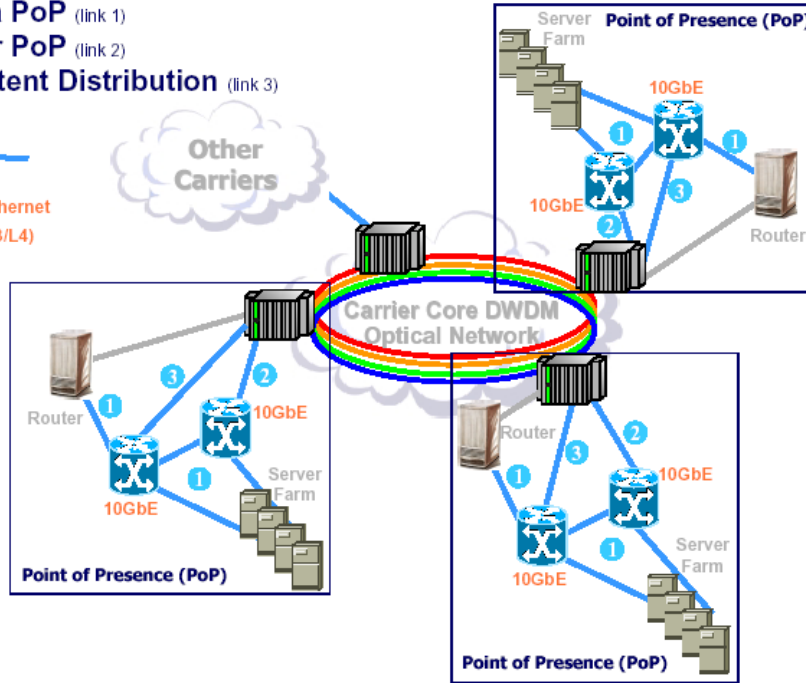 PoP (link 1)
PoP (link 2)
tent Distribution (link 3)
Other
Carriers
hernet
/L4)
Server
Farm
Point of Presence (PoP)
10GbE
1
1
10GbE
3
2
Router
Carrier Core DWDM
Optical Network
3
2
Router
1
10GbE
1
Server
Farm
10GbE
Point of Presence (PoP)
Router
2
3
1
10GbE
1
Server
Farm
10GbE
Point of Presence (PoP)